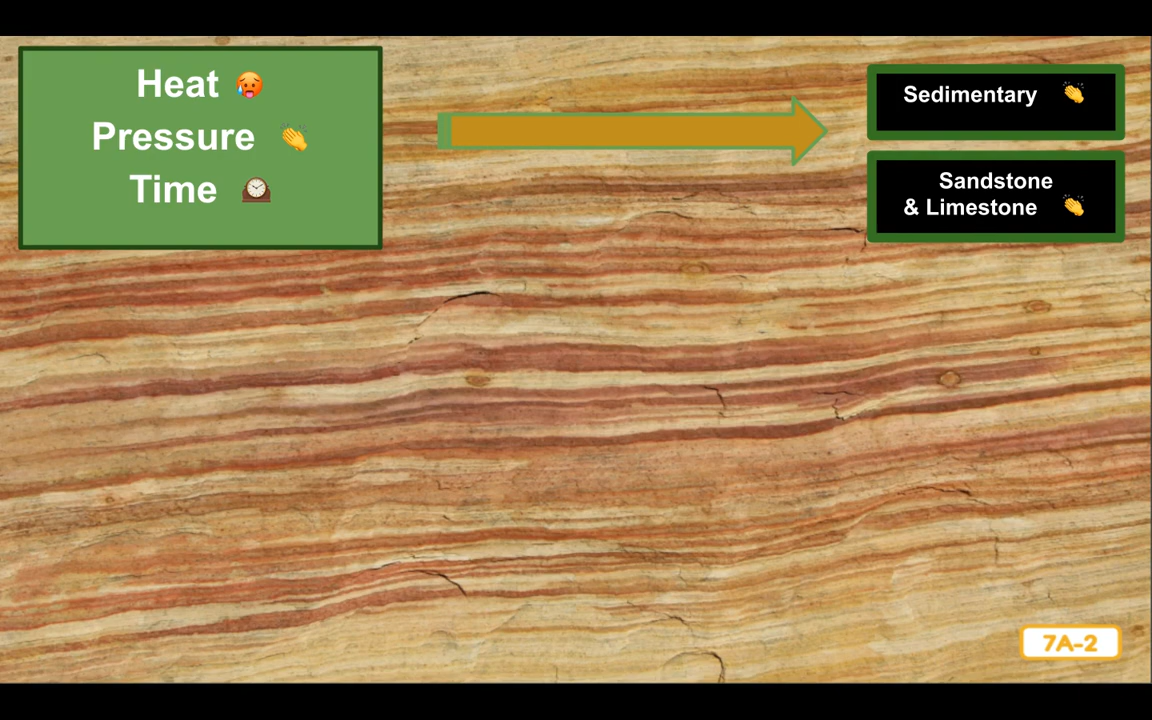 Heat 🥵
Pressure 👏
Time 🕰️
Sedimentary 👏
Sandstone
& Limestone 👏
7A-2